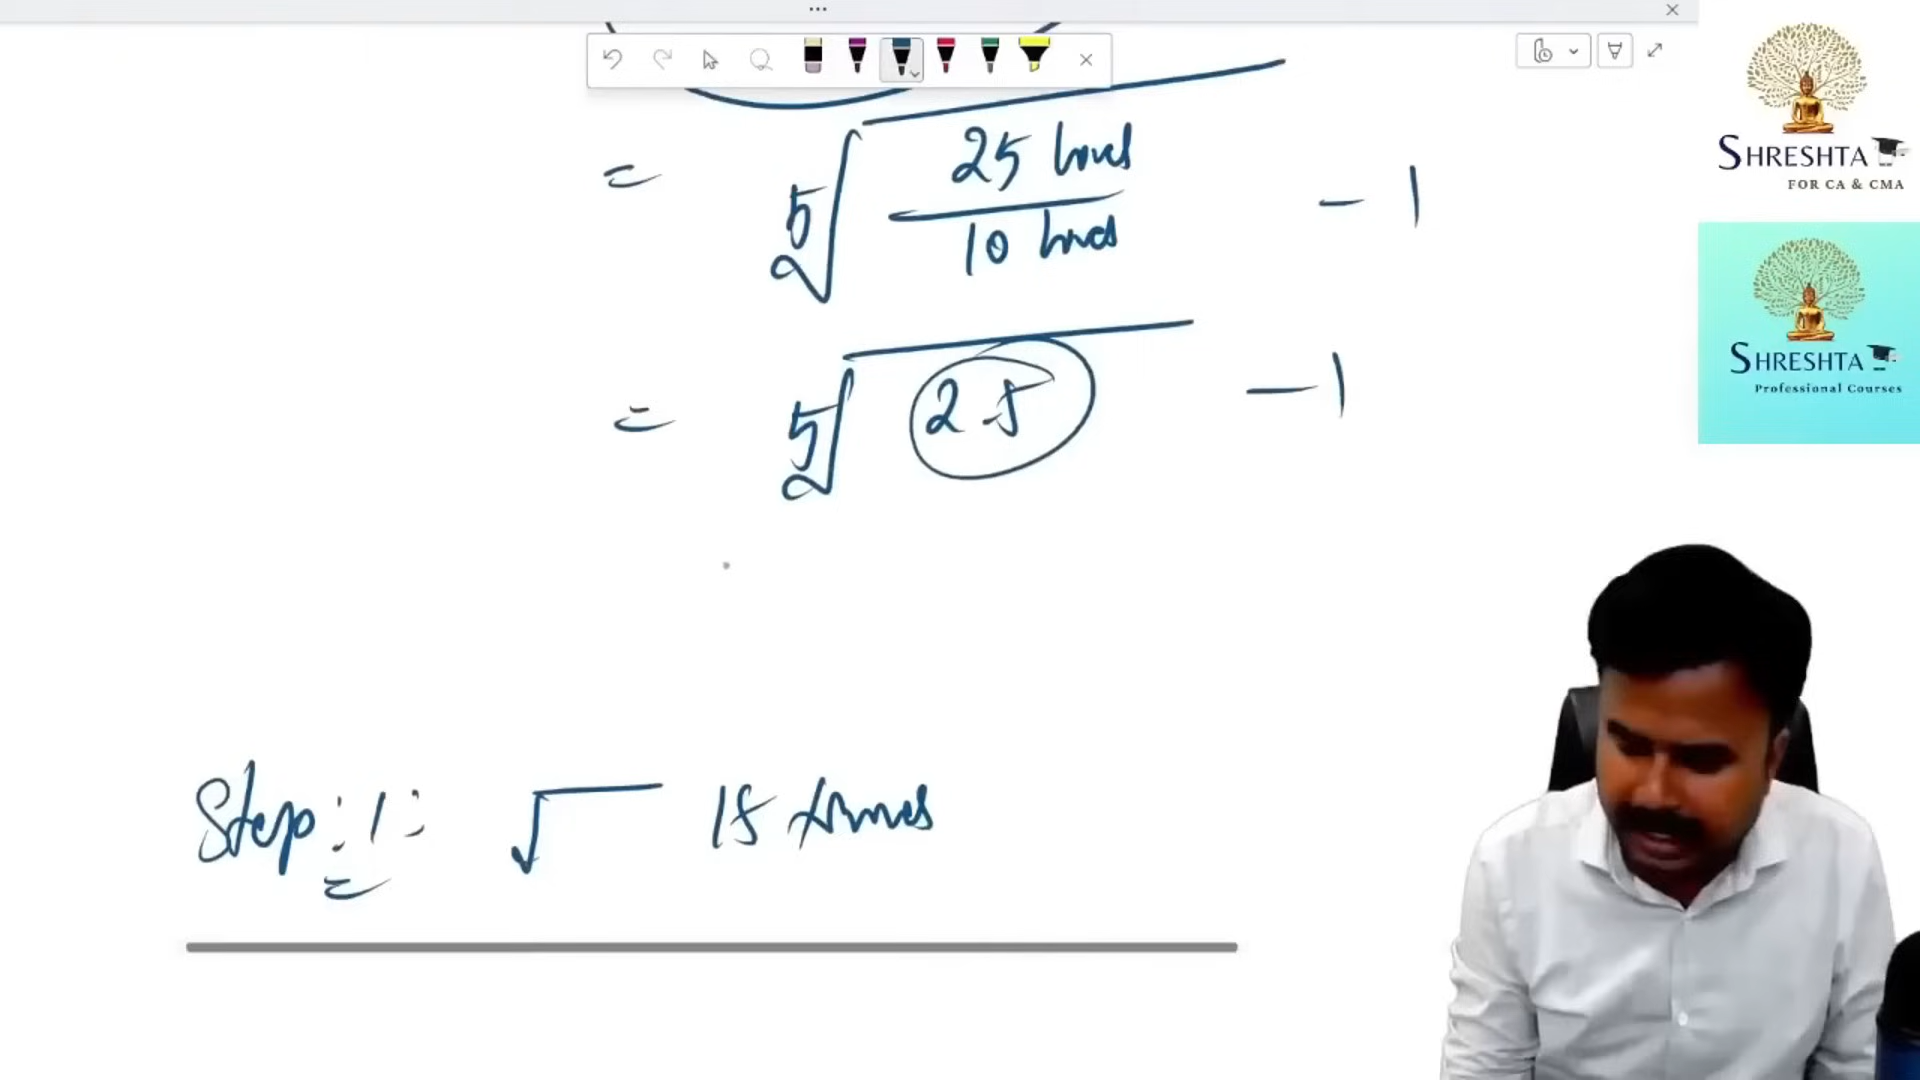 = 5√ 25 lacs - 1
10 lacs
= 5√ 2.5 - 1
Step:1: √ 15 times
SHRESHTA
FOR CA & CMA
SHRESHTA
Professional Courses